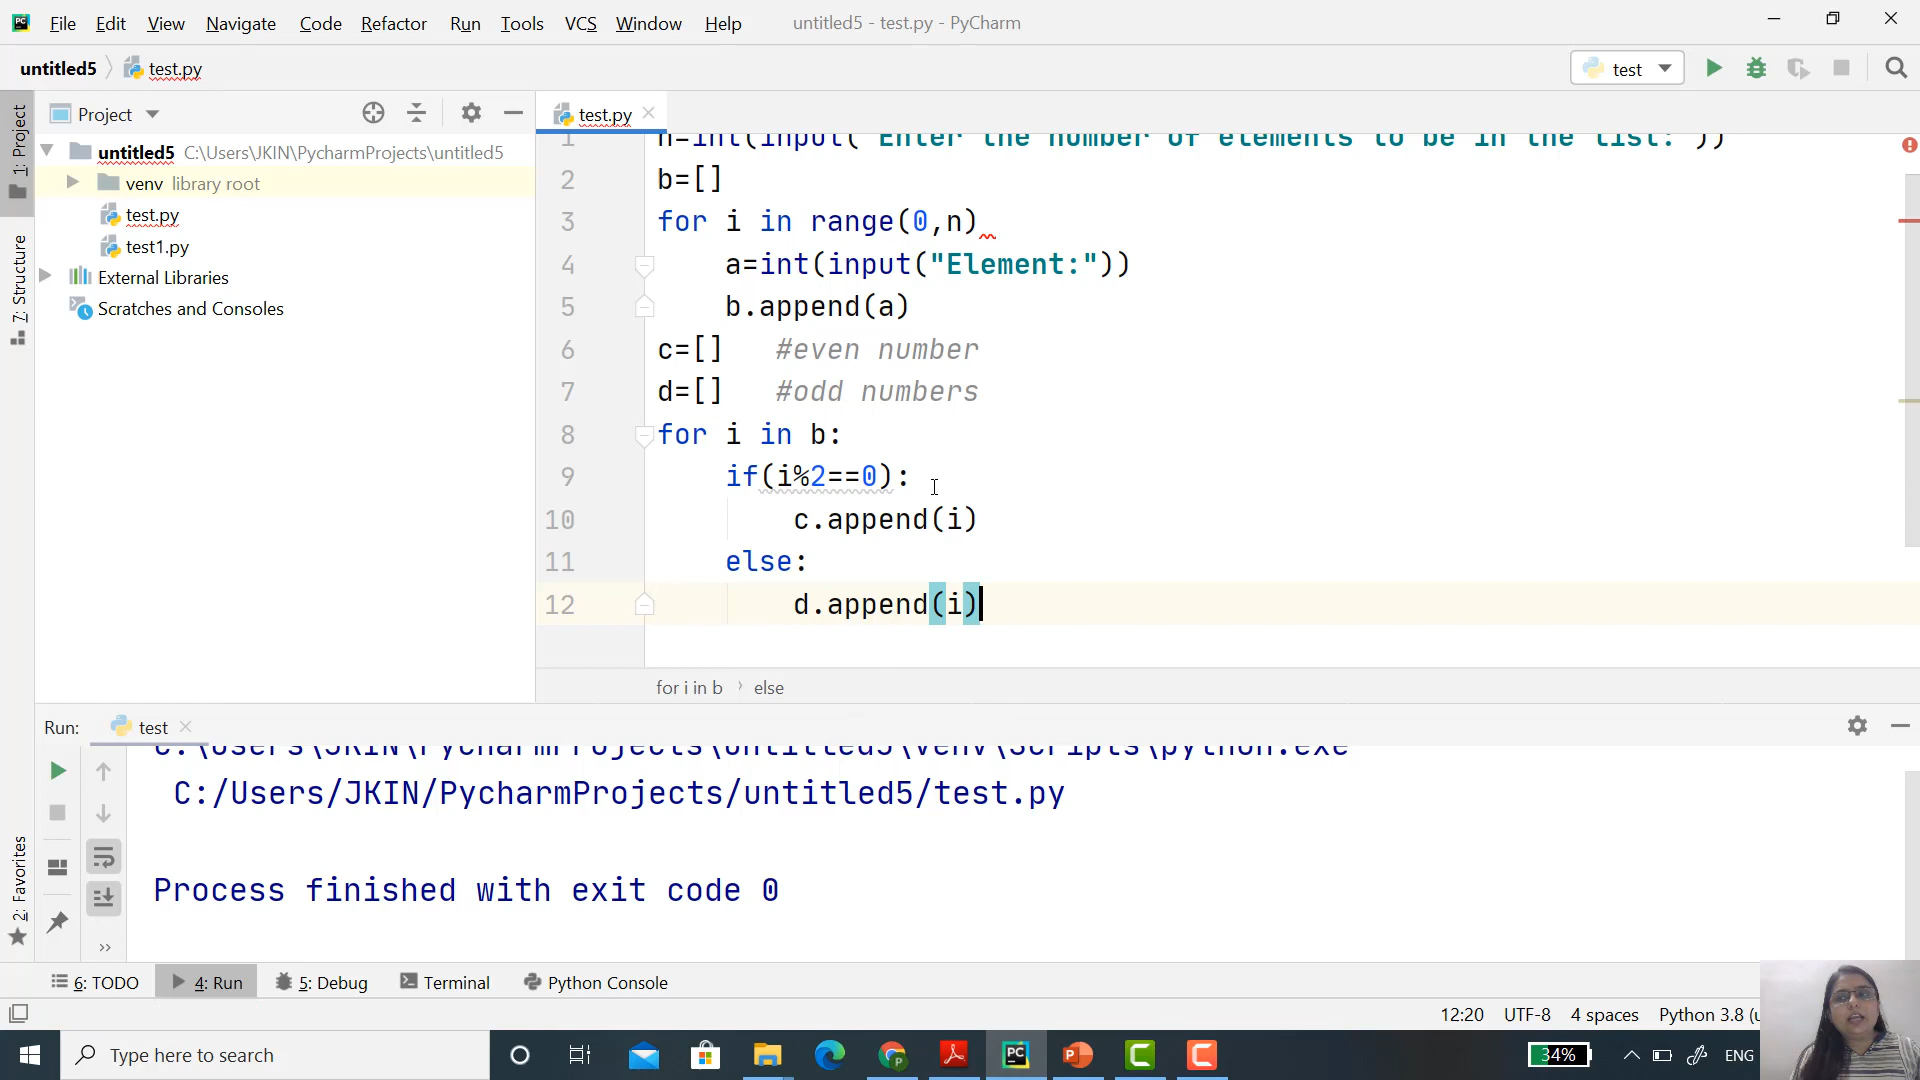 File Edit View Navigate Code Refactor Run Tools VCS Window Help untitled5 - test.py - PyCharm
untitled5 test.py test
1: Project
Project
test.py
untitled5 C:\Users\JKIN\PycharmProjects\untitled5
venv library root
test.py
test1.py
External Libraries
Scratches and Consoles
7: Structure
1 n=int(input("Enter the number of elements to be in the list:"))
2 b=[]
3 for i in range(0,n)
4 a=int(input("Element:"))
5 b.append(a)
6 c=[] #even number
7 d=[] #odd numbers
8 for i in b:
9 if(i%2==0):
10 c.append(i)
11 else:
12 d.append(i)
for i in b › else
Run: test
C:\Users\JKIN\PycharmProjects\untitled5\venv\Scripts\python.exe
C:/Users/JKIN/PycharmProjects/untitled5/test.py
Process finished with exit code 0
2: Favorites
6: TODO 4: Run 5: Debug Terminal Python Console
12:20 UTF-8 4 spaces Python 3.8 (u
Type here to search
PC
34%
ENG